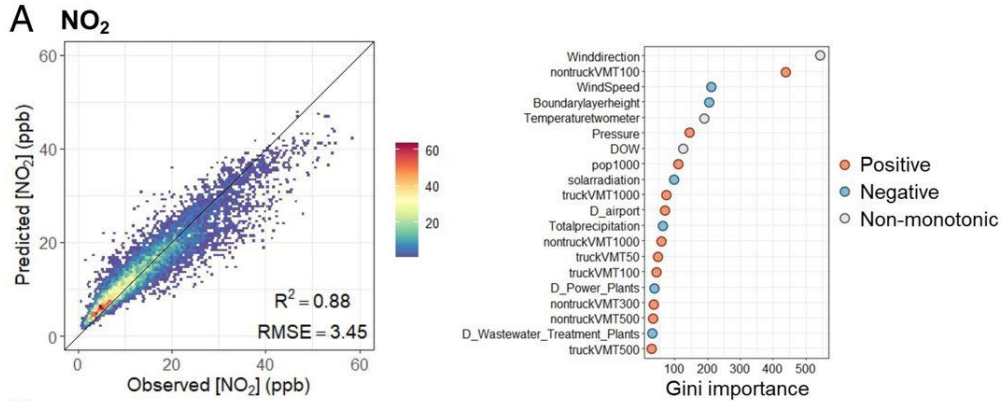 A NO₂
60
40
20
0
0 20 40 60
Predicted [NO₂] (ppb)
Observed [NO₂] (ppb)
R² = 0.88
RMSE = 3.45
60
40
20
Winddirection
nontruckVMT100
WindSpeed
Boundarylayerheight
Temperaturetwometer
Pressure
DOW
pop1000
solarradiation
truckVMT1000
D_airport
Totalprecipitation
nontruckVMT1000
truckVMT50
truckVMT100
D_Power_Plants
nontruckVMT300
nontruckVMT500
D_Wastewater_Treatment_Plants
truckVMT500
100 200 300 400 500
Gini importance
Positive
Negative
Non-monotonic